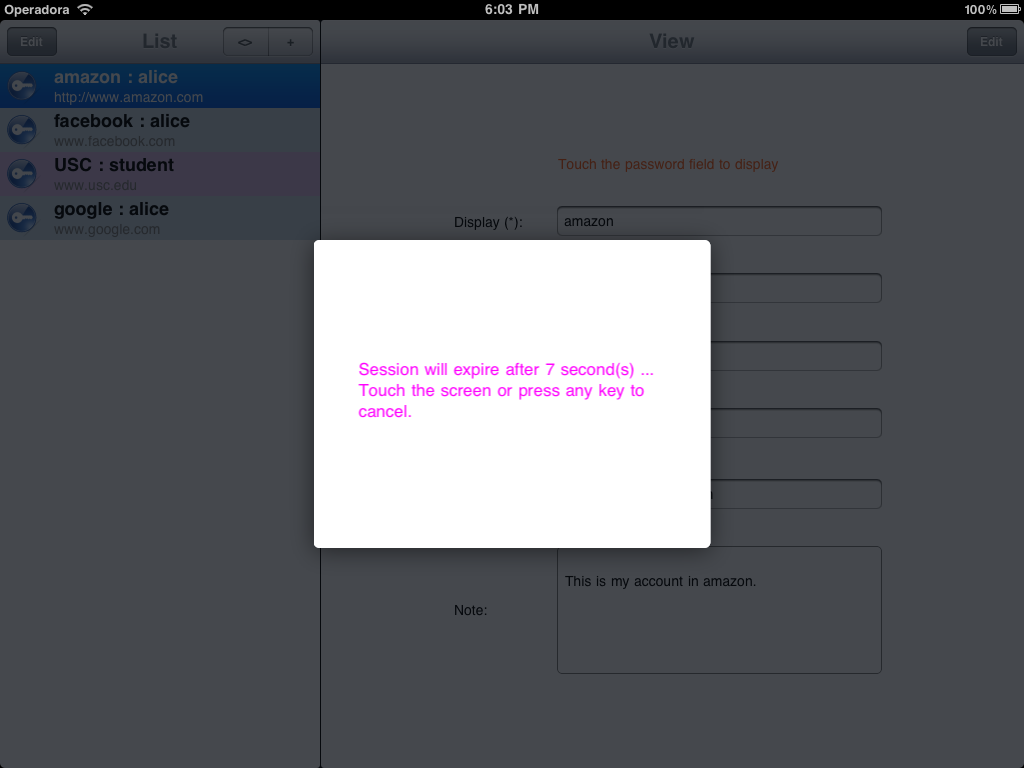 Operadora 6:03 PM 100%
Edit List <> + View Edit
amazon : alice
http://www.amazon.com
facebook : alice
www.facebook.com
USC : student
www.usc.edu
google : alice
www.google.com
Touch the password field to display
Display (*): amazon
Session will expire after 7 second(s) ...
Touch the screen or press any key to
cancel.
This is my account in amazon.
Note: